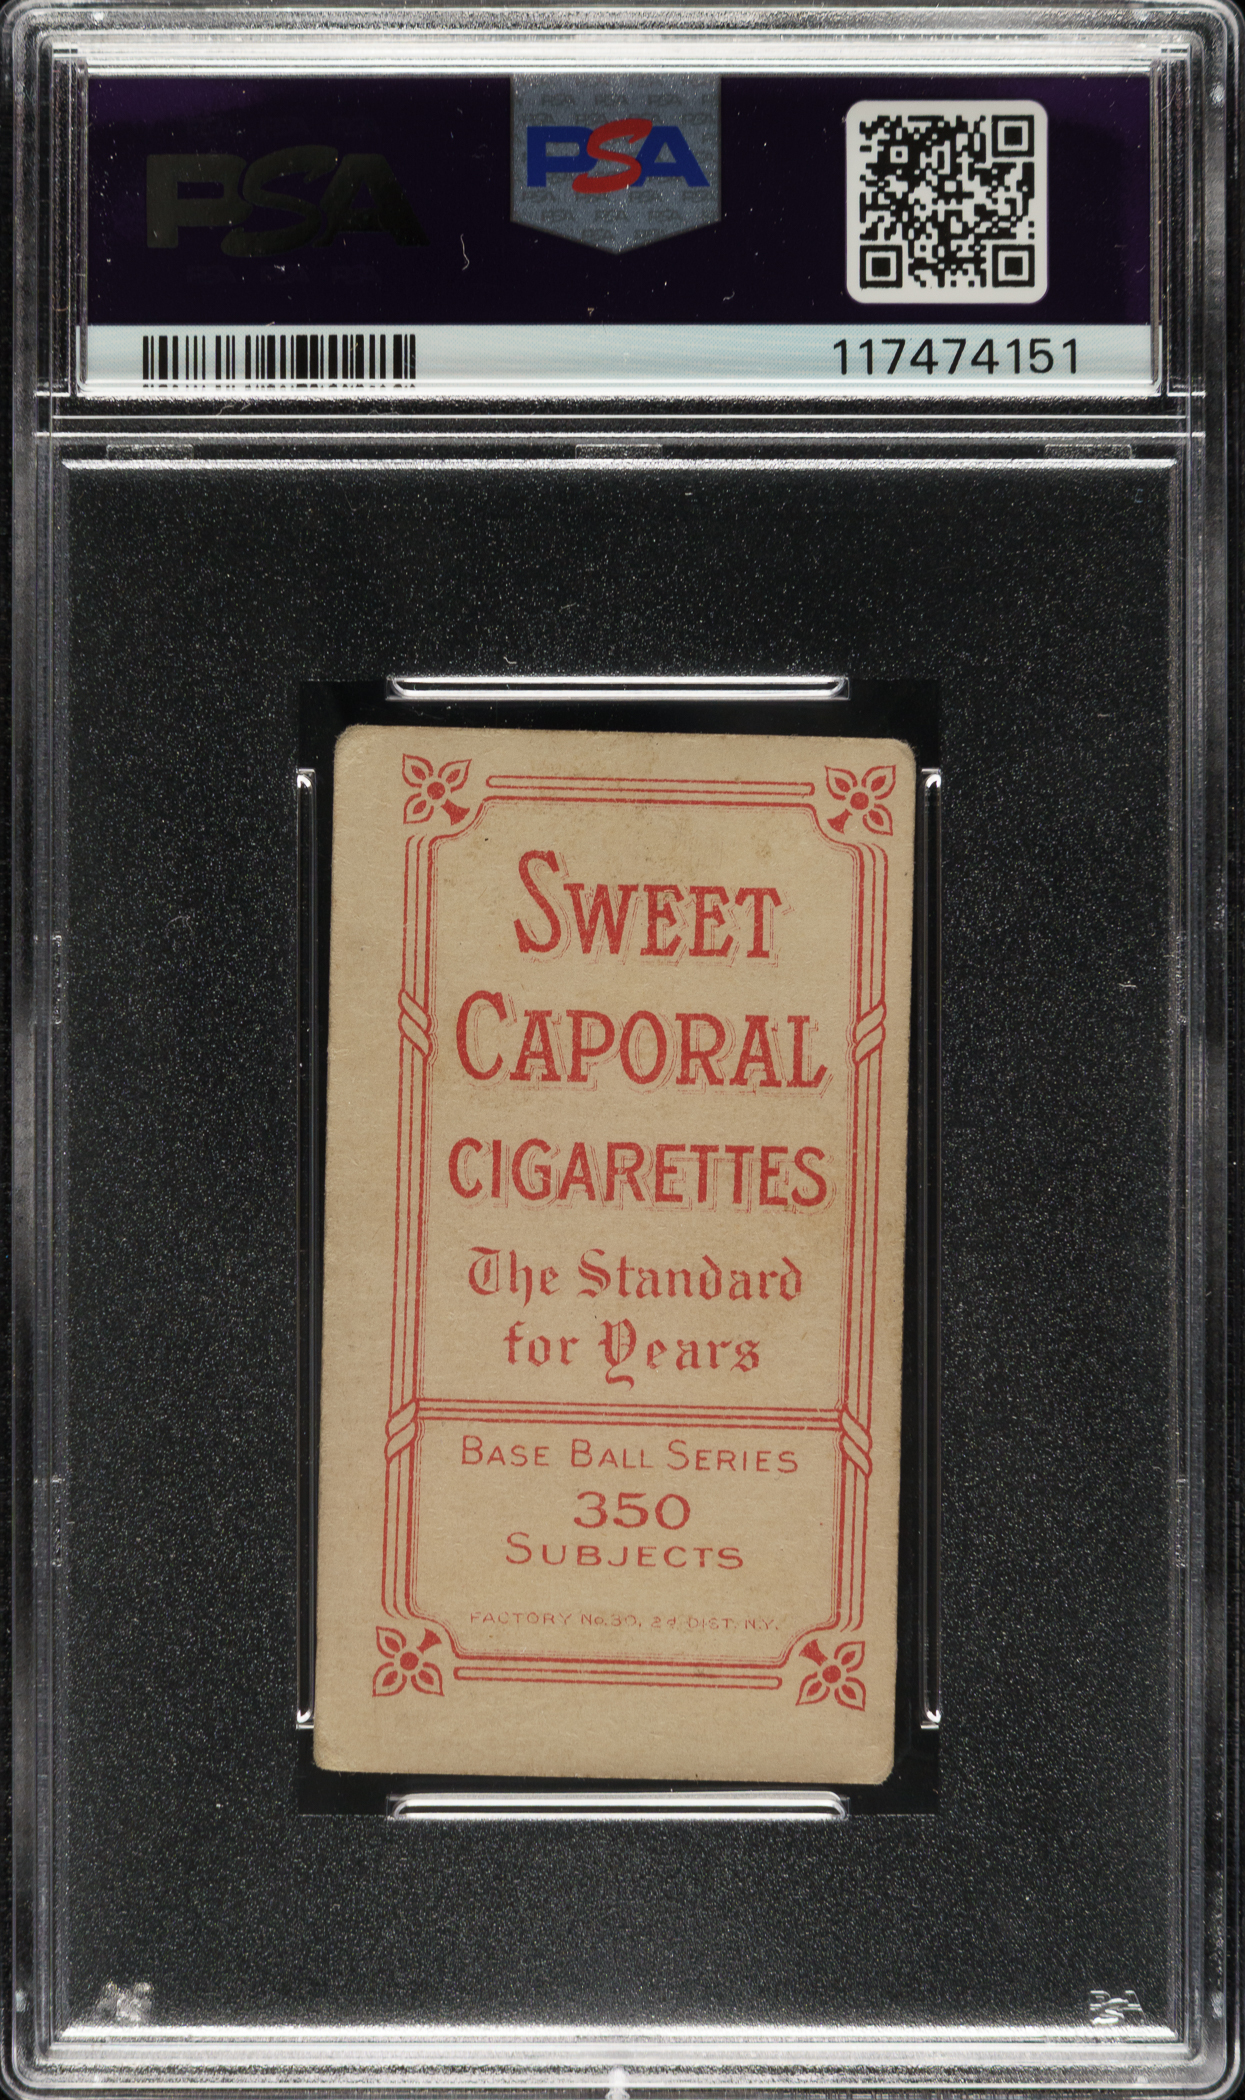 PSA
PSA
117474151
SWEET
CAPORAL
CIGARETTES
The Standard
for Years
BASE BALL SERIES
350
SUBJECTS
FACTORY No. 30, 2d DIST. N.Y.
PSA